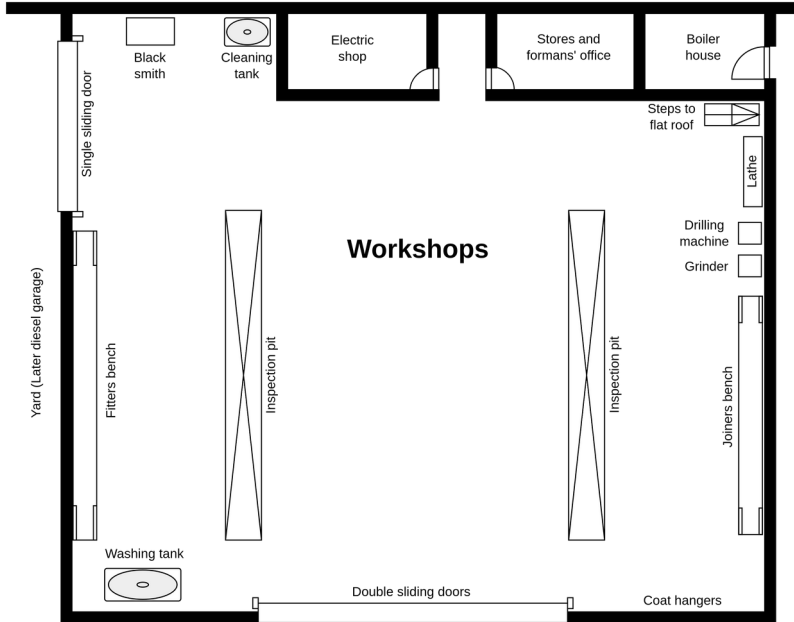 Black
smith
Cleaning
tank
Electric
shop
Stores and
formans' office
Boiler
house
Steps to
flat roof
Single sliding door
Lathe
Workshops
Drilling
machine
Grinder
Yard (Later diesel garage)
Fitters bench
Inspection pit
Inspection pit
Joiners bench
Washing tank
Double sliding doors
Coat hangers